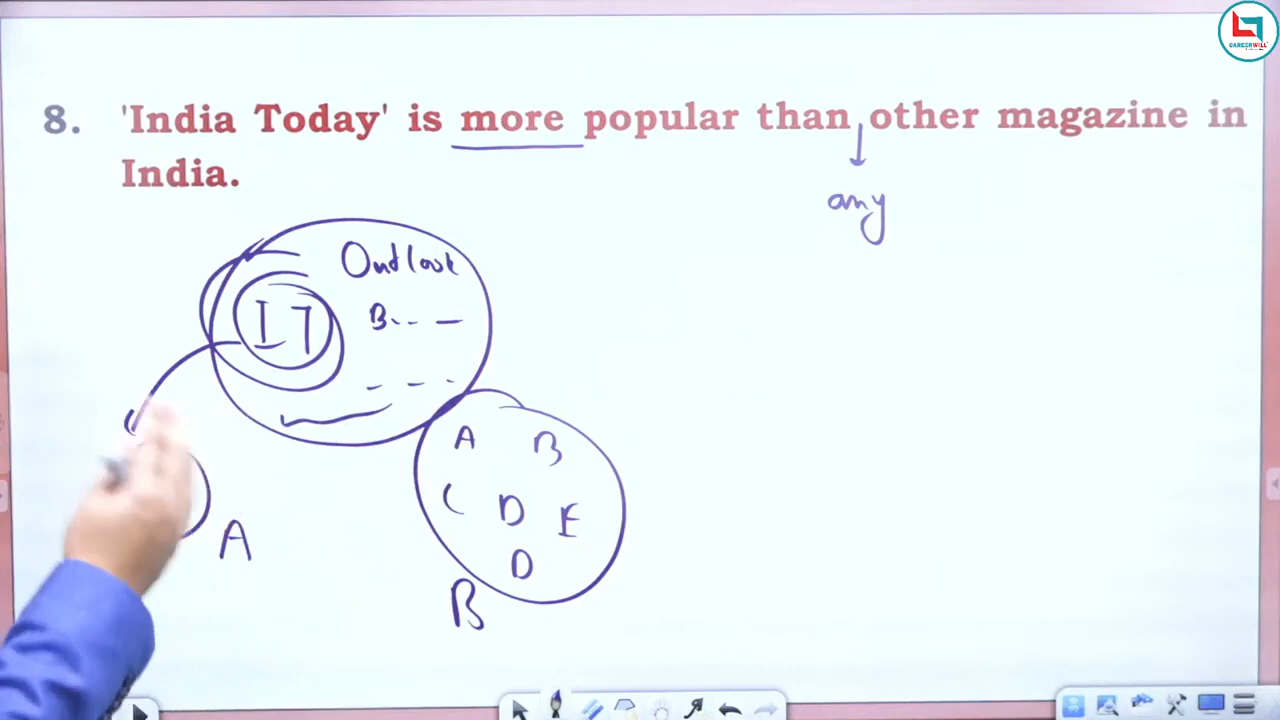 CAREERWILL
8. 'India Today' is more popular than other magazine in
India.
any
Outlook
IT
B
A B
C D E
D
A
B